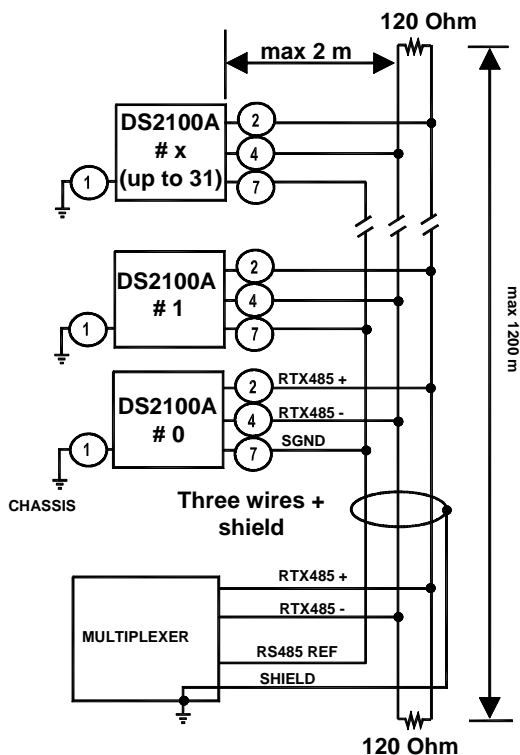 120 Ohm
max 2 m
DS2100A
# x
(up to 31)
2
4
7
1
DS2100A
# 1
2
4
7
1
DS2100A
# 0
2
4
7
1
RTX485 +
RTX485 -
SGND
CHASSIS
max 1200 m
Three wires +
shield
MULTIPLEXER
RTX485 +
RTX485 -
RS485 REF
SHIELD
120 Ohm